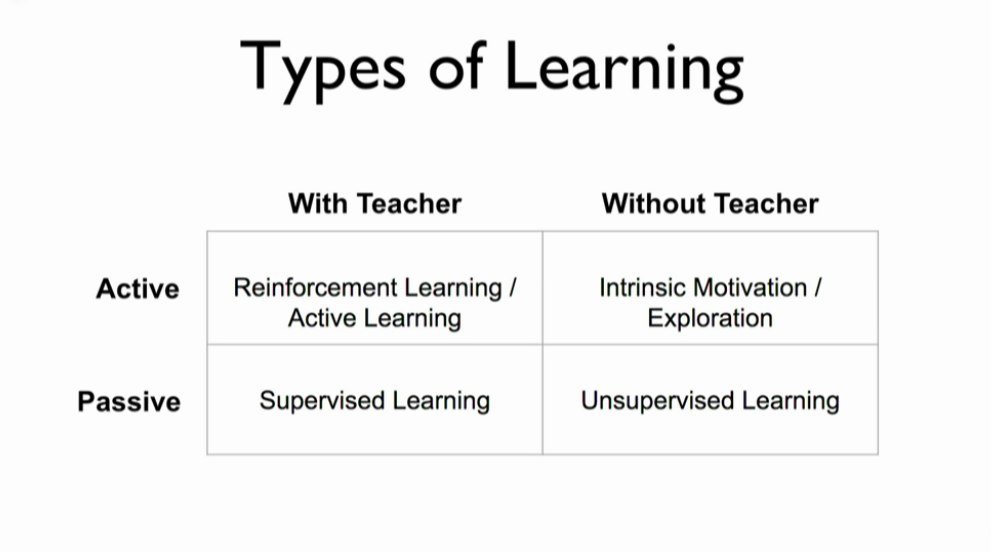 Types of Learning
With Teacher
Without Teacher
Active
Reinforcement Learning /
Active Learning
Intrinsic Motivation /
Exploration
Passive
Supervised Learning
Unsupervised Learning